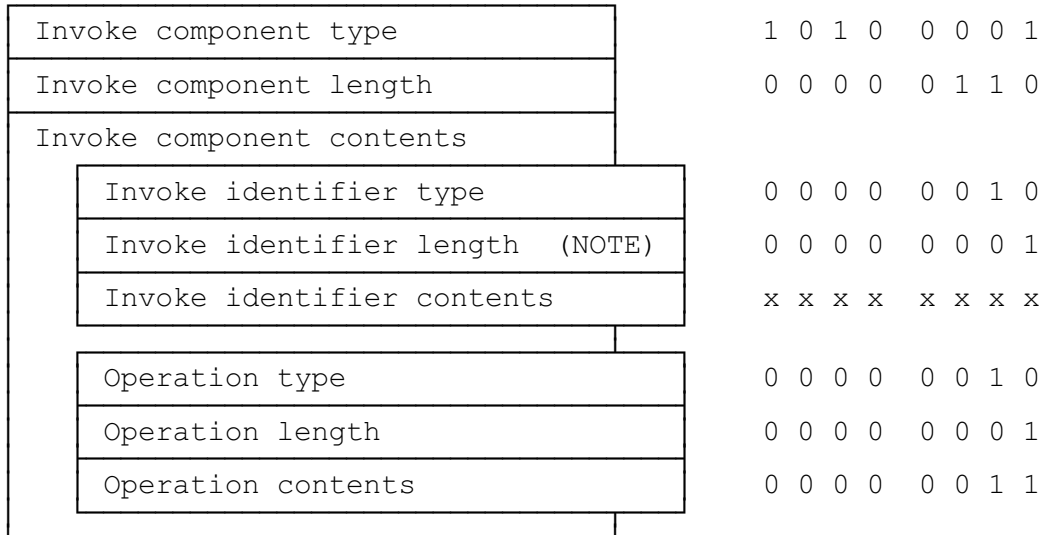 Invoke component type 1 0 1 0 0 0 0 1
Invoke component length 0 0 0 0 0 1 1 0
Invoke component contents
Invoke identifier type 0 0 0 0 0 0 1 0
Invoke identifier length (NOTE) 0 0 0 0 0 0 0 1
Invoke identifier contents x x x x x x x x
Operation type 0 0 0 0 0 0 1 0
Operation length 0 0 0 0 0 0 0 1
Operation contents 0 0 0 0 0 0 1 1